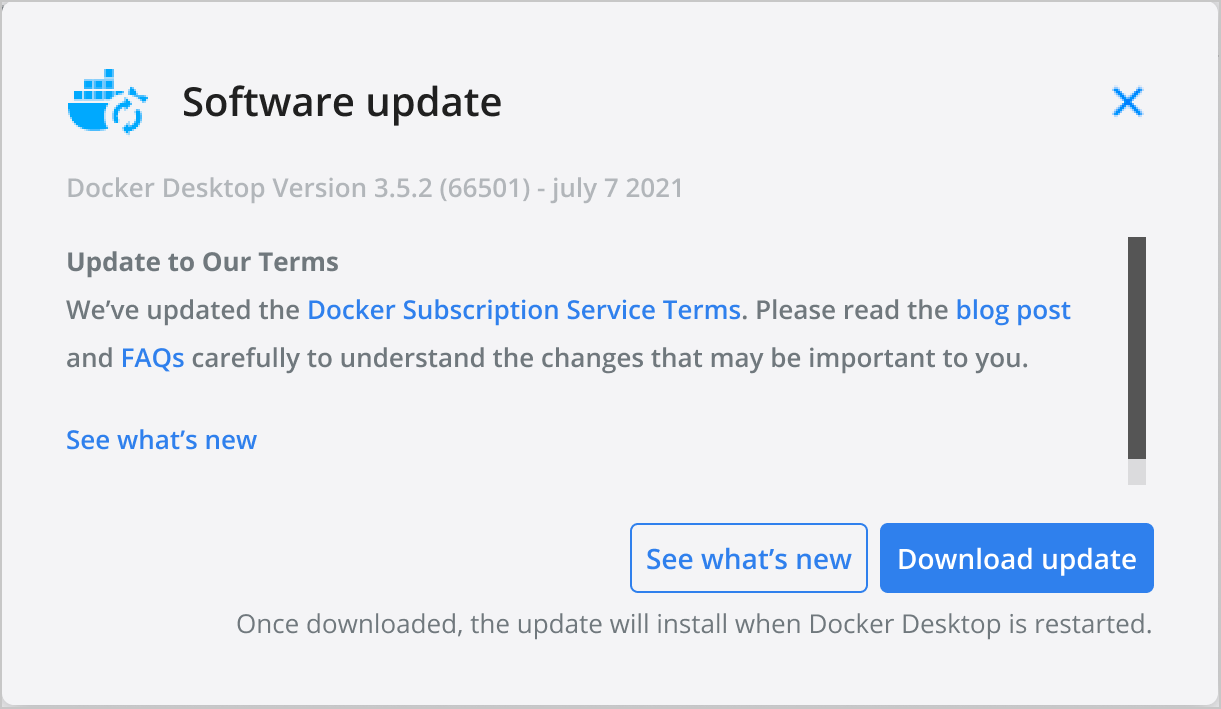 Software update
Docker Desktop Version 3.5.2 (66501) - july 7 2021
Update to Our Terms
We’ve updated the Docker Subscription Service Terms. Please read the blog post
and FAQs carefully to understand the changes that may be important to you.
See what’s new
See what’s new Download update
Once downloaded, the update will install when Docker Desktop is restarted.